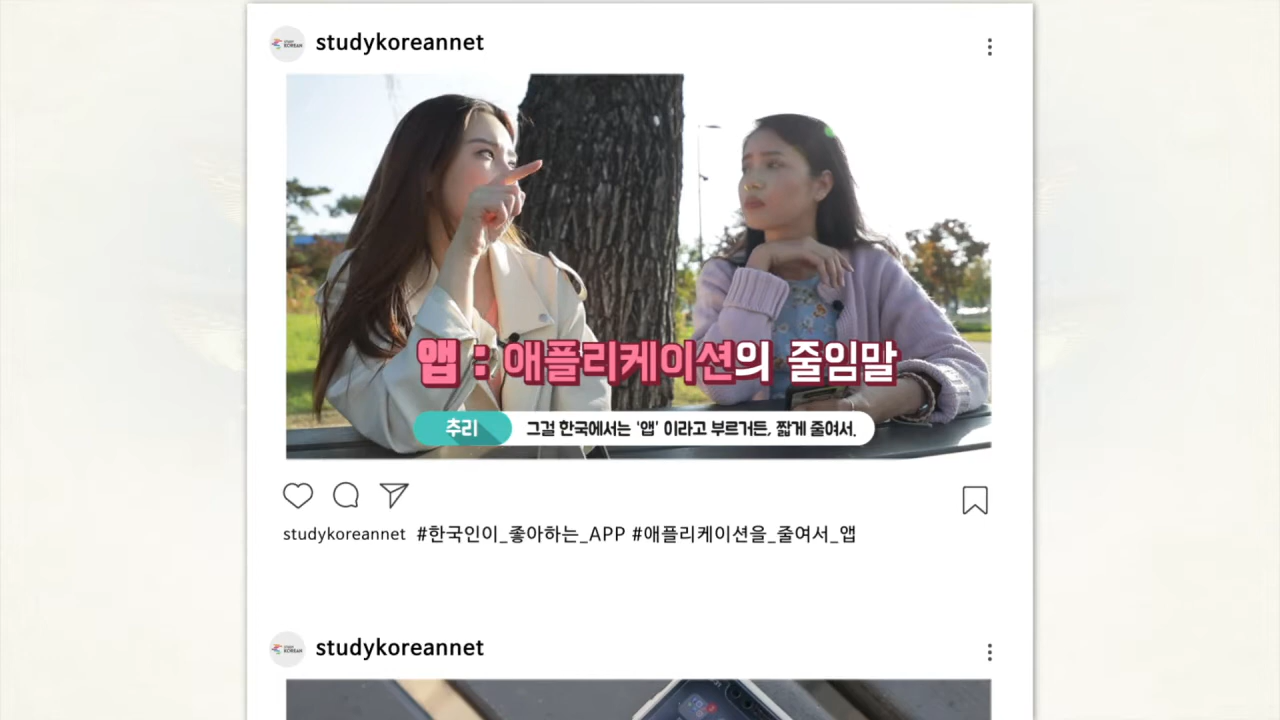 studykoreannet
앱 : 애플리케이션의 줄임말
추리 그걸 한국에서는 '앱' 이라고 부르거든, 짧게 줄여서.
studykoreannet #한국인이_좋아하는_APP #애플리케이션을_줄여서_앱
studykoreannet